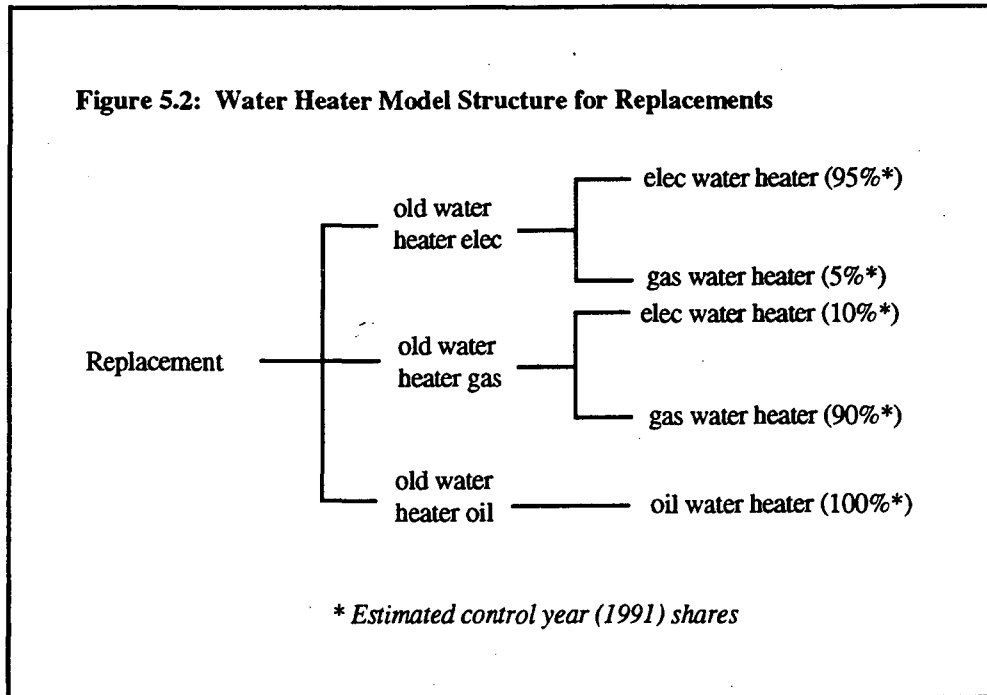 Figure 5.2: Water Heater Model Structure for Replacements
elec water heater (95%*)
old water
heater elec
gas water heater (5%*)
elec water heater (10%*)
Replacement
old water
heater gas
gas water heater (90%*)
old water
heater oil
oil water heater (100%*)
* Estimated control year (1991) shares